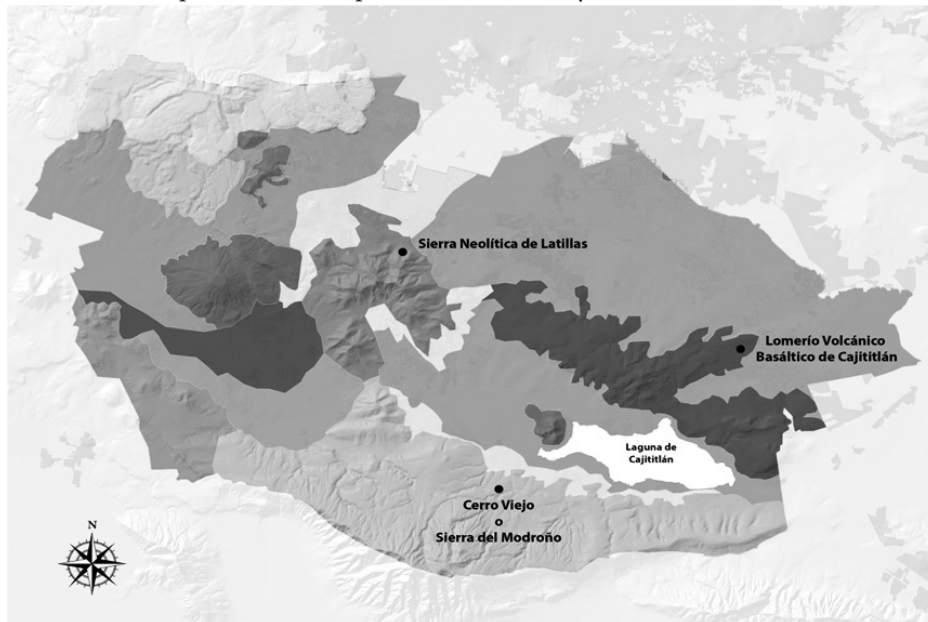 Sierra Neolítica de Latillas
Lomerío Volcánico
Basáltico de Cajititlán
Laguna de
Cajititlán
Cerro Viejo
o
Sierra del Modroño
N